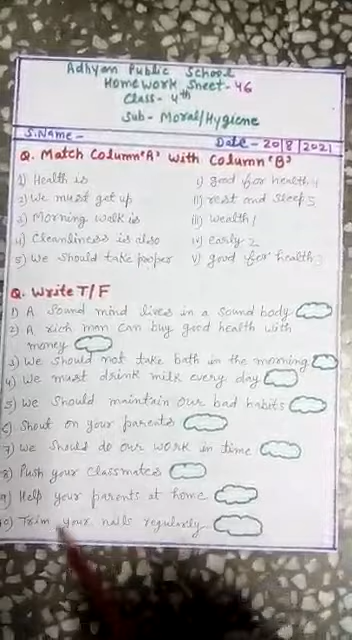 Adhyan Public School
Homework Sheet-46
Class- 4th
Sub- Moral/Hygiene
S.Name- Date- 20/8/2021
Q. Match Column'A' with Column'B'
1) Health is i) good for health 4
2) We must get up ii) rest and sleep 5
3) Morning walk is iii) wealth 1
4) Cleanliness is also iv) early 2
5) We should take proper v) good for health 3
Q. Write T/F
1) A sound mind lives in a sound body
2) A rich man can buy good health with
money
3) We should not take bath in the morning
4) We must drink milk every day
5) We should maintain our bad habits
6) Shout on your parents
7) We should do our work in time
8) Push your classmates
9) Help your parents at home
10) Trim your nails regularly